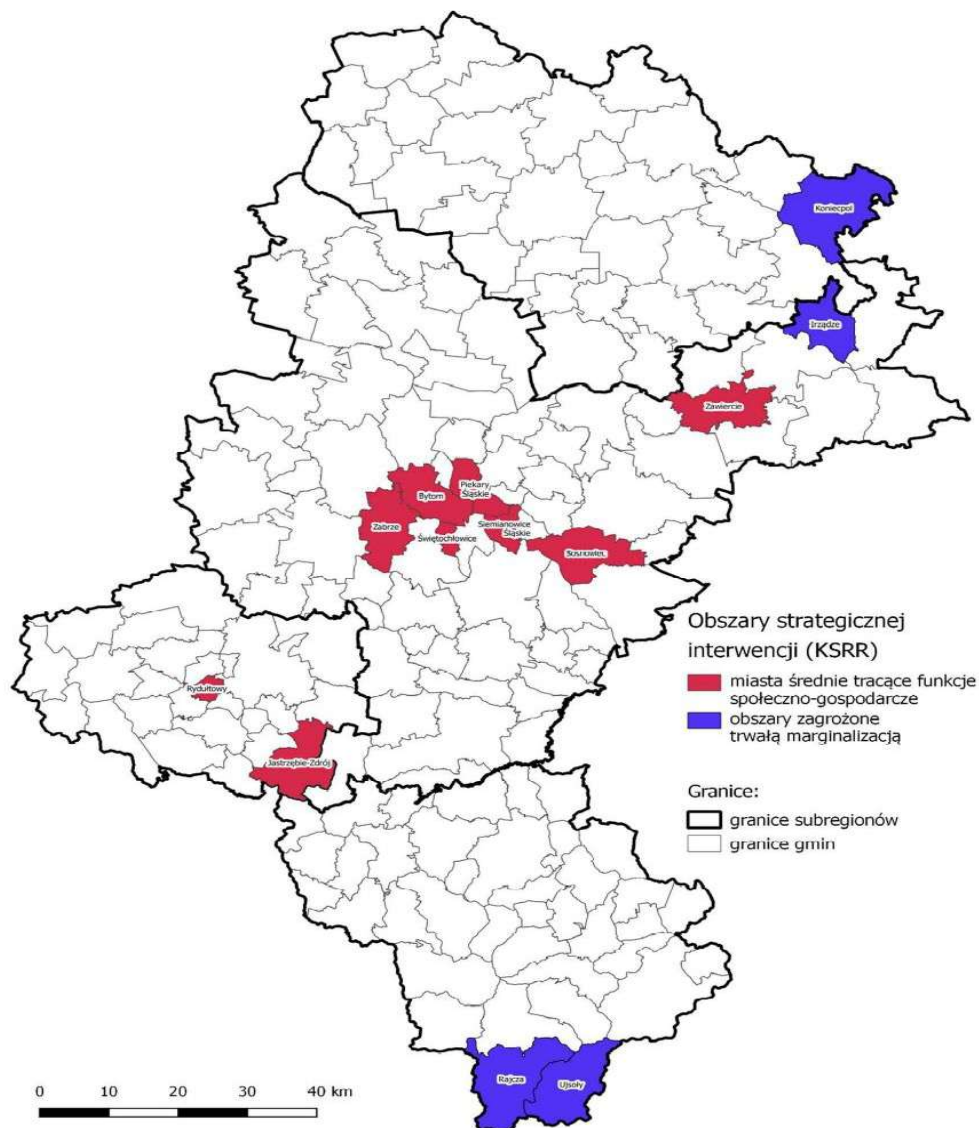 Koniecpol
Irządze
Zawiercie
Piekary
Śląskie
Bytom
Siemianowice
Śląskie
Zabrze
Świętochłowice
Sosnowiec
Obszary strategicznej
interwencji (KSRR)
miasta średnie tracące funkcje
społeczno-gospodarcze
obszary zagrożone
trwałą marginalizacją
Rydułtowy
Jastrzębie-Zdrój
Granice:
granice subregionów
granice gmin
Rajcza
Ujsoły
0 10 20 30 40 km